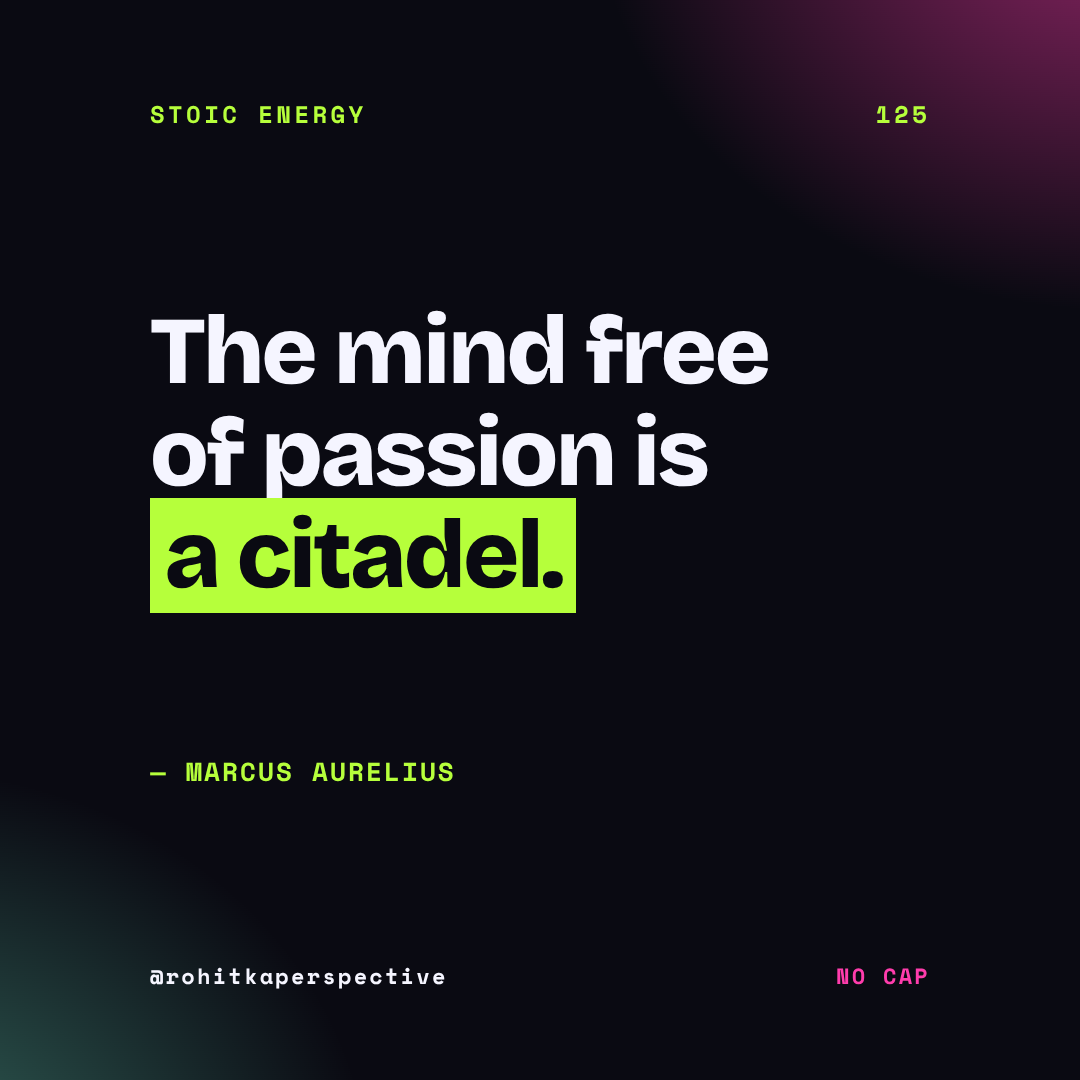 STOIC ENERGY
125
The mind free
of passion is
a citadel.
— MARCUS AURELIUS
@rohitkaperspective
NO CAP